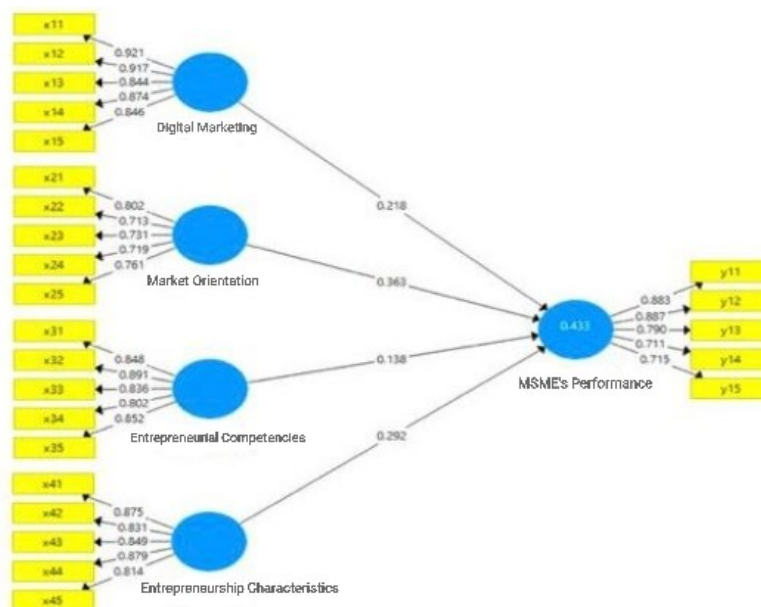 x11
x12
x13
x14
x15
0.921
0.917
0.844
0.874
0.846
Digital Marketing
0.218
x21
x22
x23
x24
x25
0.802
0.713
0.731
0.719
0.761
Market Orientation
0.363
x31
x32
x33
x34
x35
0.848
0.891
0.836
0.802
0.852
Entrepreneurial Competencies
0.138
x41
x42
x43
x44
x45
0.875
0.831
0.849
0.879
0.814
Entrepreneurship Characteristics
0.292
0.433
MSME's Performance
0.883
0.887
0.790
0.711
0.715
y11
y12
y13
y14
y15